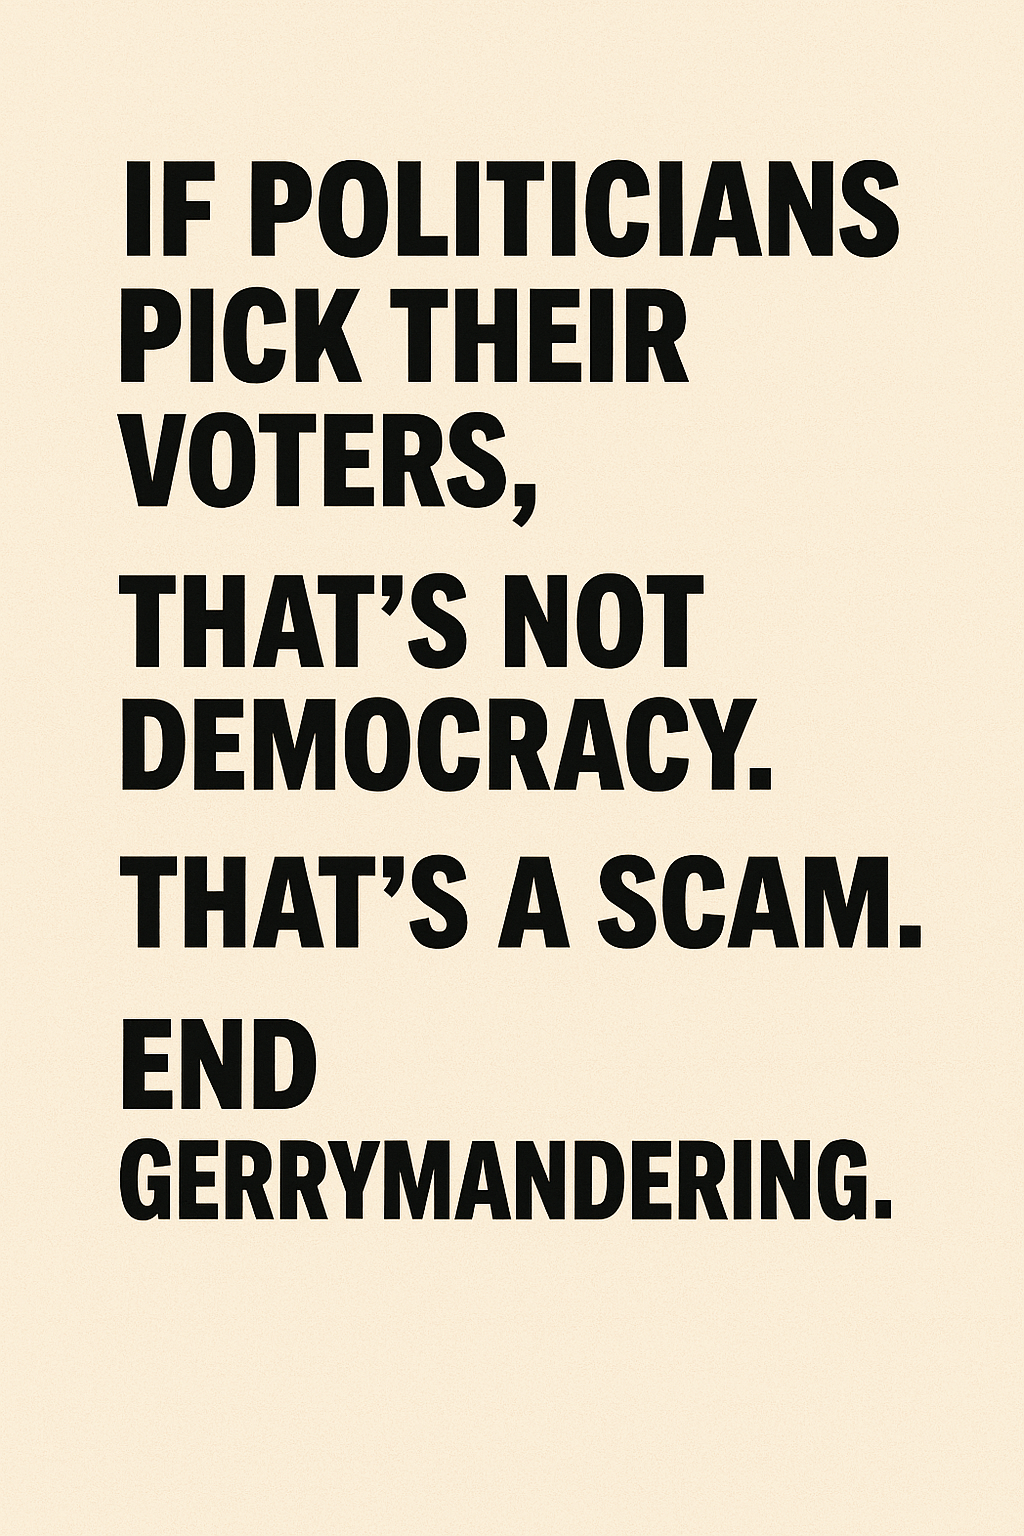 IF POLITICIANS
PICK THEIR
VOTERS,
THAT’S NOT
DEMOCRACY.
THAT’S A SCAM.
END
GERRYMANDERING.